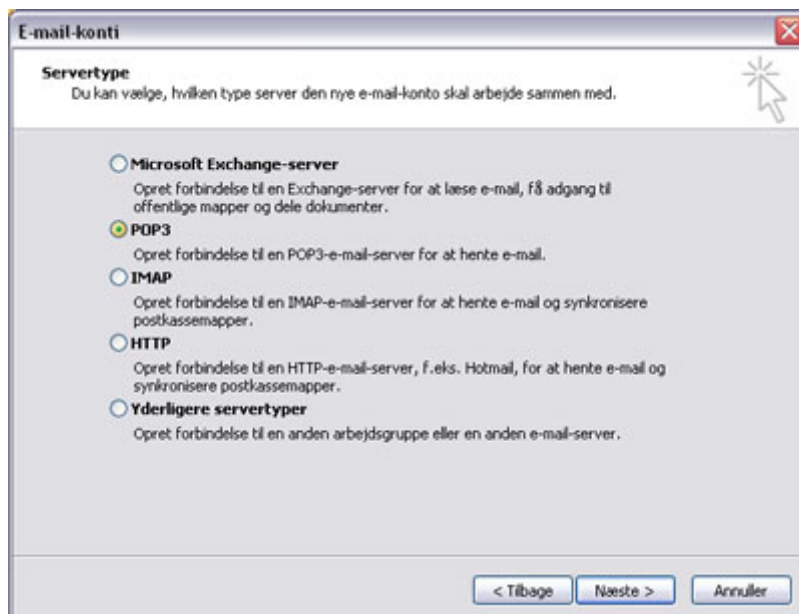 E-mail-konti
Servertype
Du kan vælge, hvilken type server den nye e-mail-konto skal arbejde sammen med.
Microsoft Exchange-server
Opret forbindelse til en Exchange-server for at læse e-mail, få adgang til
offentlige mapper og dele dokumenter.
POP3
Opret forbindelse til en POP3-e-mail-server for at hente e-mail.
IMAP
Opret forbindelse til en IMAP-e-mail-server for at hente e-mail og synkronisere
postkassemapper.
HTTP
Opret forbindelse til en HTTP-e-mail-server, f.eks. Hotmail, for at hente e-mail og
synkronisere postkassemapper.
Yderligere servertyper
Opret forbindelse til en anden arbejdsgruppe eller en anden e-mail-server.
< Tilbage Næste > Annuller